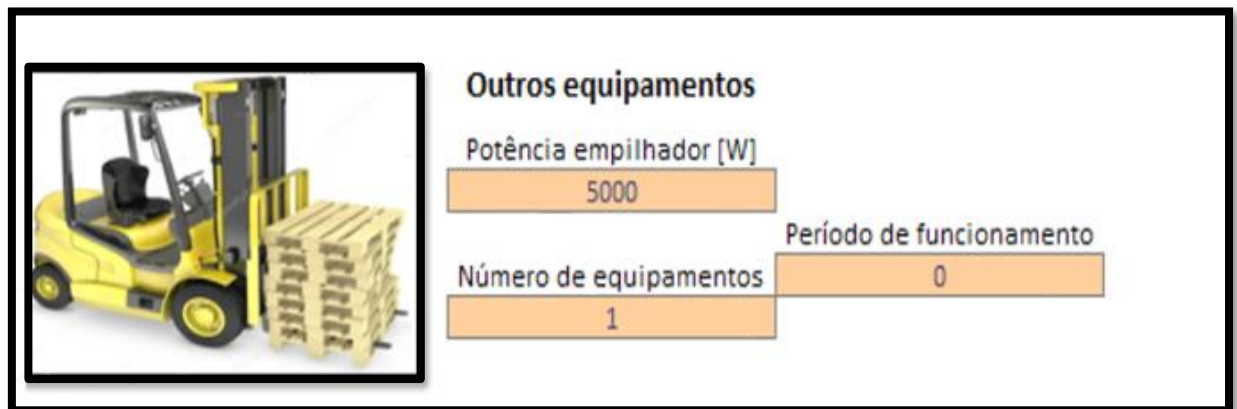 Outros equipamentos
Potência empilhador [W]
5000
Período de funcionamento
0
Número de equipamentos
1